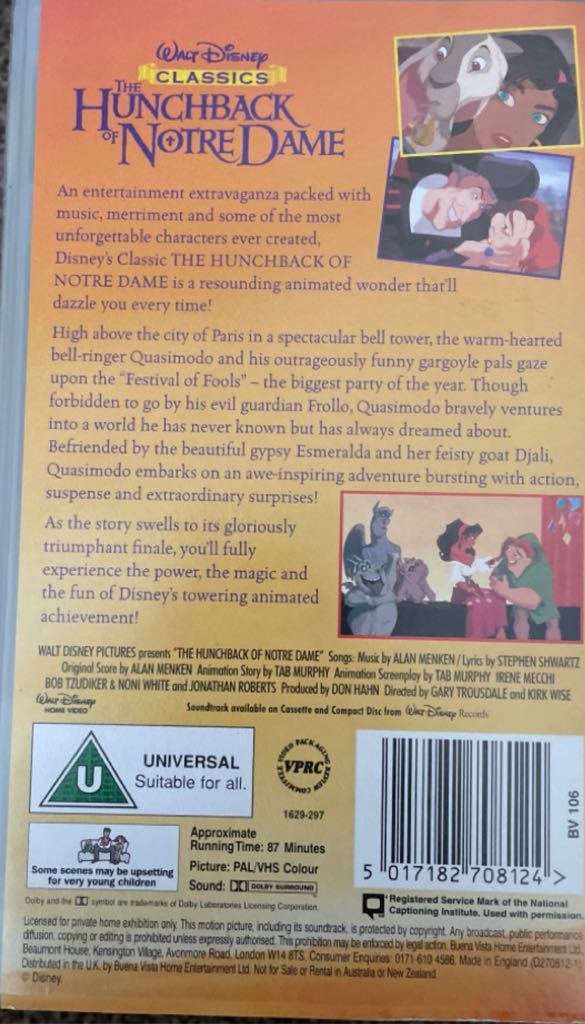 Walt Disney
CLASSICS
THE
HUNCHBACK
OF NOTRE DAME
An entertainment extravaganza packed with
music, merriment and some of the most
unforgettable characters ever created,
Disney's Classic THE HUNCHBACK OF
NOTRE DAME is a resounding animated wonder that'll
dazzle you every time!
High above the city of Paris in a spectacular bell tower, the warm-hearted
bell-ringer Quasimodo and his outrageously funny gargoyle pals gaze
upon the "Festival of Fools" – the biggest party of the year. Though
forbidden to go by his evil guardian Frollo, Quasimodo bravely ventures
into a world he has never known but has always dreamed about.
Befriended by the beautiful gypsy Esmeralda and her feisty goat Djali,
Quasimodo embarks on an awe-inspiring adventure bursting with action,
suspense and extraordinary surprises!
As the story swells to its gloriously
triumphant finale, you'll fully
experience the power, the magic and
the fun of Disney's towering animated
achievement!
WALT DISNEY PICTURES presents "THE HUNCHBACK OF NOTRE DAME" Songs: Music by ALAN MENKEN / Lyrics by STEPHEN SHWARTZ
Original Score by ALAN MENKEN Animation Story by TAB MURPHY Animation Screenplay by TAB MURPHY IRENE MECCHI
BOB TZUDIKER & NONI WHITE and JONATHAN ROBERTS Produced by DON HAHN Directed by GARY TROUSDALE and KIRK WISE
Walt Disney
HOME VIDEO
Soundtrack available on Cassette and Compact Disc from Walt Disney Records
U
UNIVERSAL
Suitable for all.
VIDEO PACKAGING REVIEW COMMITTEE
VPRC
1629-297
Some scenes may be upsetting
for very young children
Approximate
Running Time: 87 Minutes
Picture: PAL/VHS Colour
Sound: DOLBY SURROUND
BV 106
5 017182 708124 >
Dolby and the symbol are trademarks of Dolby Laboratories Licensing Corporation.
Registered Service Mark of the National
Captioning Institute. Used with permission.
Licensed for private home exhibition only. This motion picture, including its soundtrack, is protected by copyright. Any broadcast, public performance
diffusion, copying or editing is prohibited unless expressly authorised. This prohibition may be enforced by legal action. Buena Vista Home Entertainment Ltd.
Beaumont House, Kensington Village, Avonmore Road, London W14 8TS. Consumer Enquiries: 0171-610 4586. Made in England. (D270812-1)
Distributed in the U.K. by Buena Vista Home Entertainment Ltd. Not for Sale or Rental in Australia or New Zealand.
© Disney.